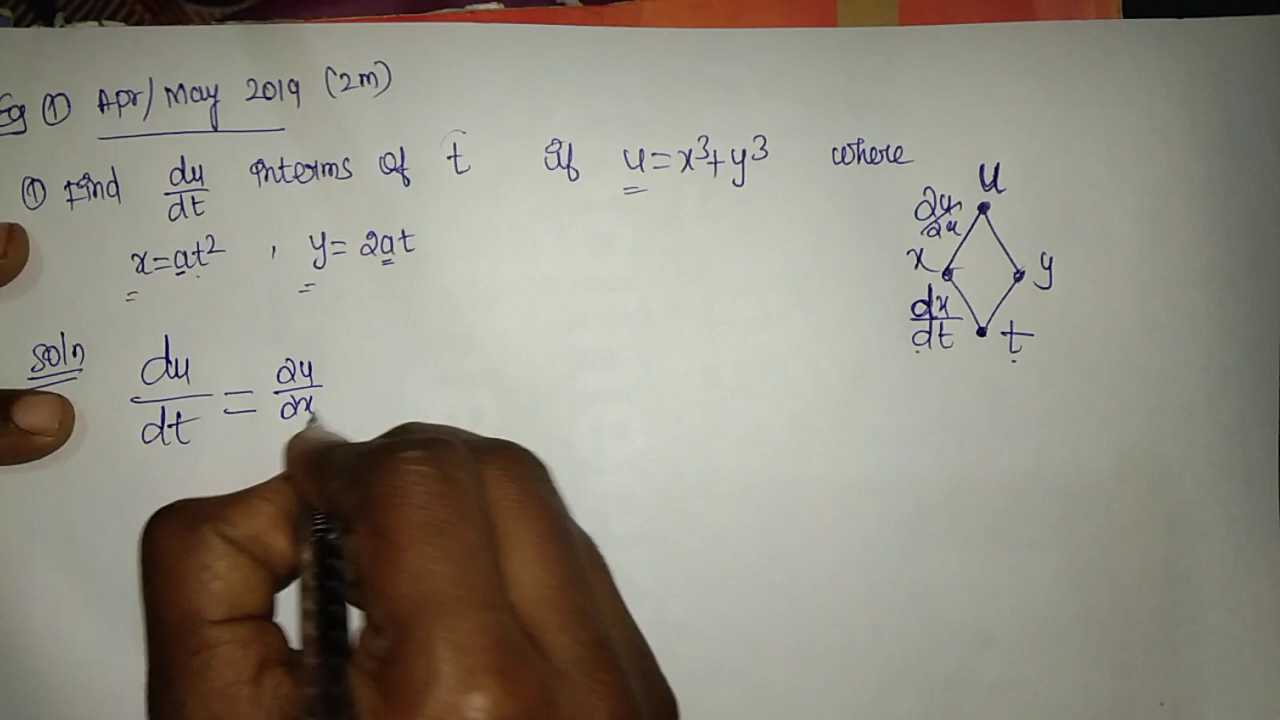 Eg ① Apr/May 2019 (2m)
① Find du/dt interms of t if u=x³+y³ where
x=at² , y=2at
u
∂u/∂x
x y
dx/dt t
Soln du/dt = ∂u/∂x